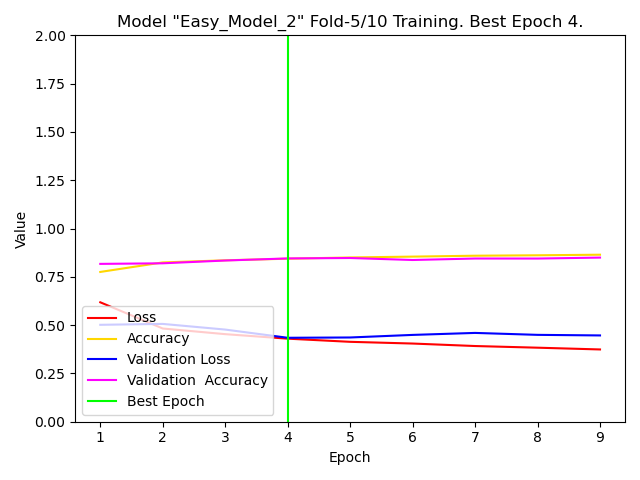 Model "Easy_Model_2" Fold-5/10 Training. Best Epoch 4.
2.00
1.75
1.50
1.25
1.00
0.75
0.50
0.25
0.00
Value
Loss
Accuracy
Validation Loss
Validation  Accuracy
Best Epoch
1 2 3 4 5 6 7 8 9
Epoch